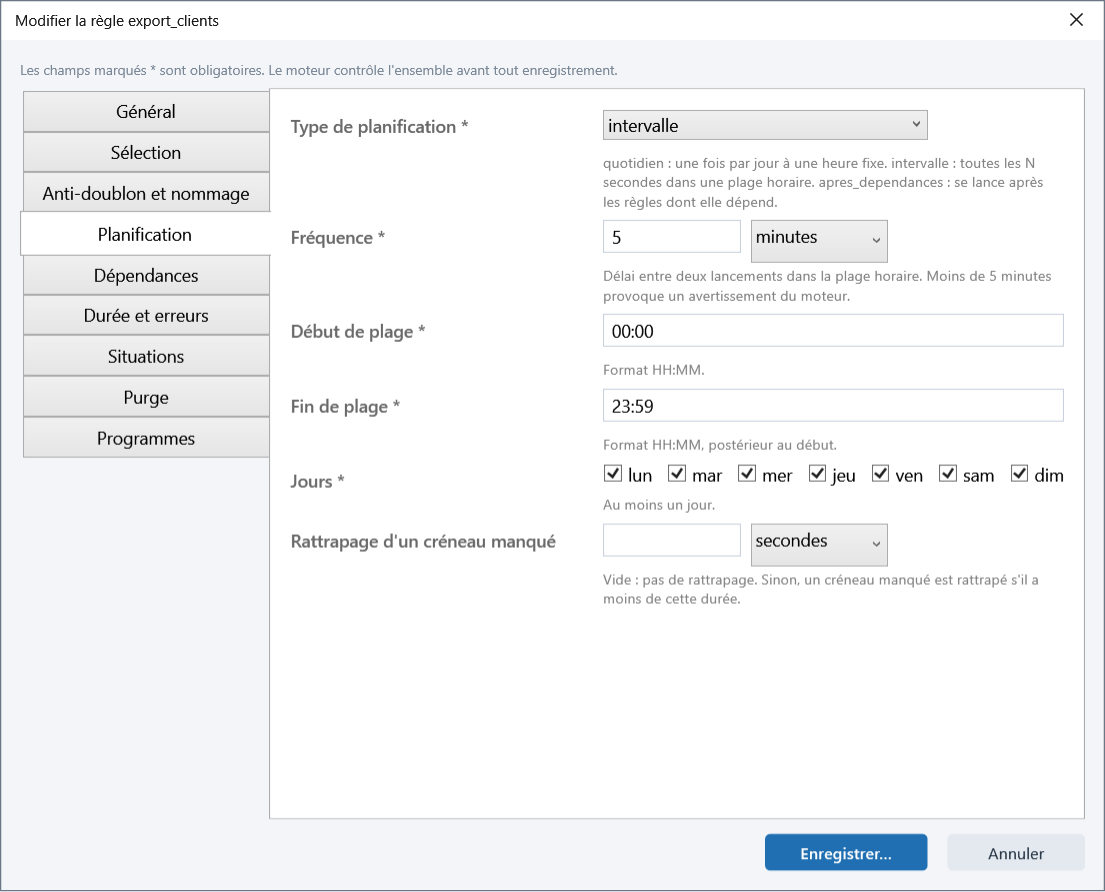 Modifier la règle export_clients
Les champs marqués * sont obligatoires. Le moteur contrôle l'ensemble avant tout enregistrement.
Général
Sélection
Anti-doublon et nommage
Planification
Dépendances
Durée et erreurs
Situations
Purge
Programmes
Type de planification *
intervalle
quotidien : une fois par jour à une heure fixe. intervalle : toutes les N
secondes dans une plage horaire. apres_dependances : se lance après
les règles dont elle dépend.
Fréquence *
5
minutes
Délai entre deux lancements dans la plage horaire. Moins de 5 minutes
provoque un avertissement du moteur.
Début de plage *
00:00
Format HH:MM.
Fin de plage *
23:59
Format HH:MM, postérieur au début.
Jours *
lun mar mer jeu ven sam dim
Au moins un jour.
Rattrapage d'un créneau manqué
secondes
Vide : pas de rattrapage. Sinon, un créneau manqué est rattrapé s'il a
moins de cette durée.
Enregistrer...
Annuler